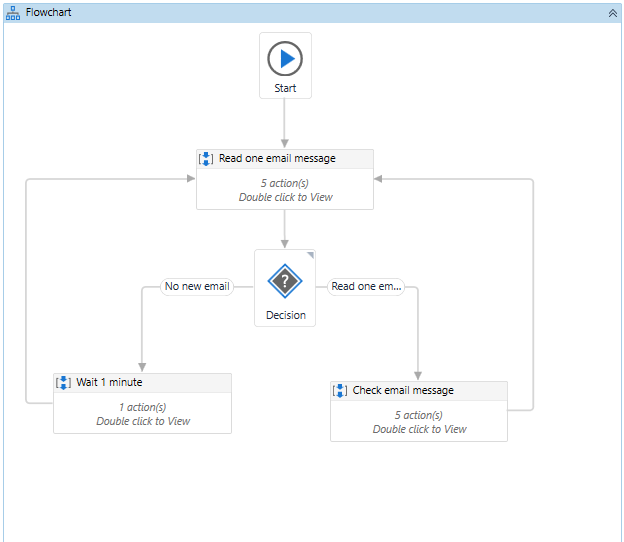 Flowchart
Start
Read one email message
5 action(s)
Double click to View
No new email
?
Read one em...
Decision
Wait 1 minute
1 action(s)
Double click to View
Check email message
5 action(s)
Double click to View